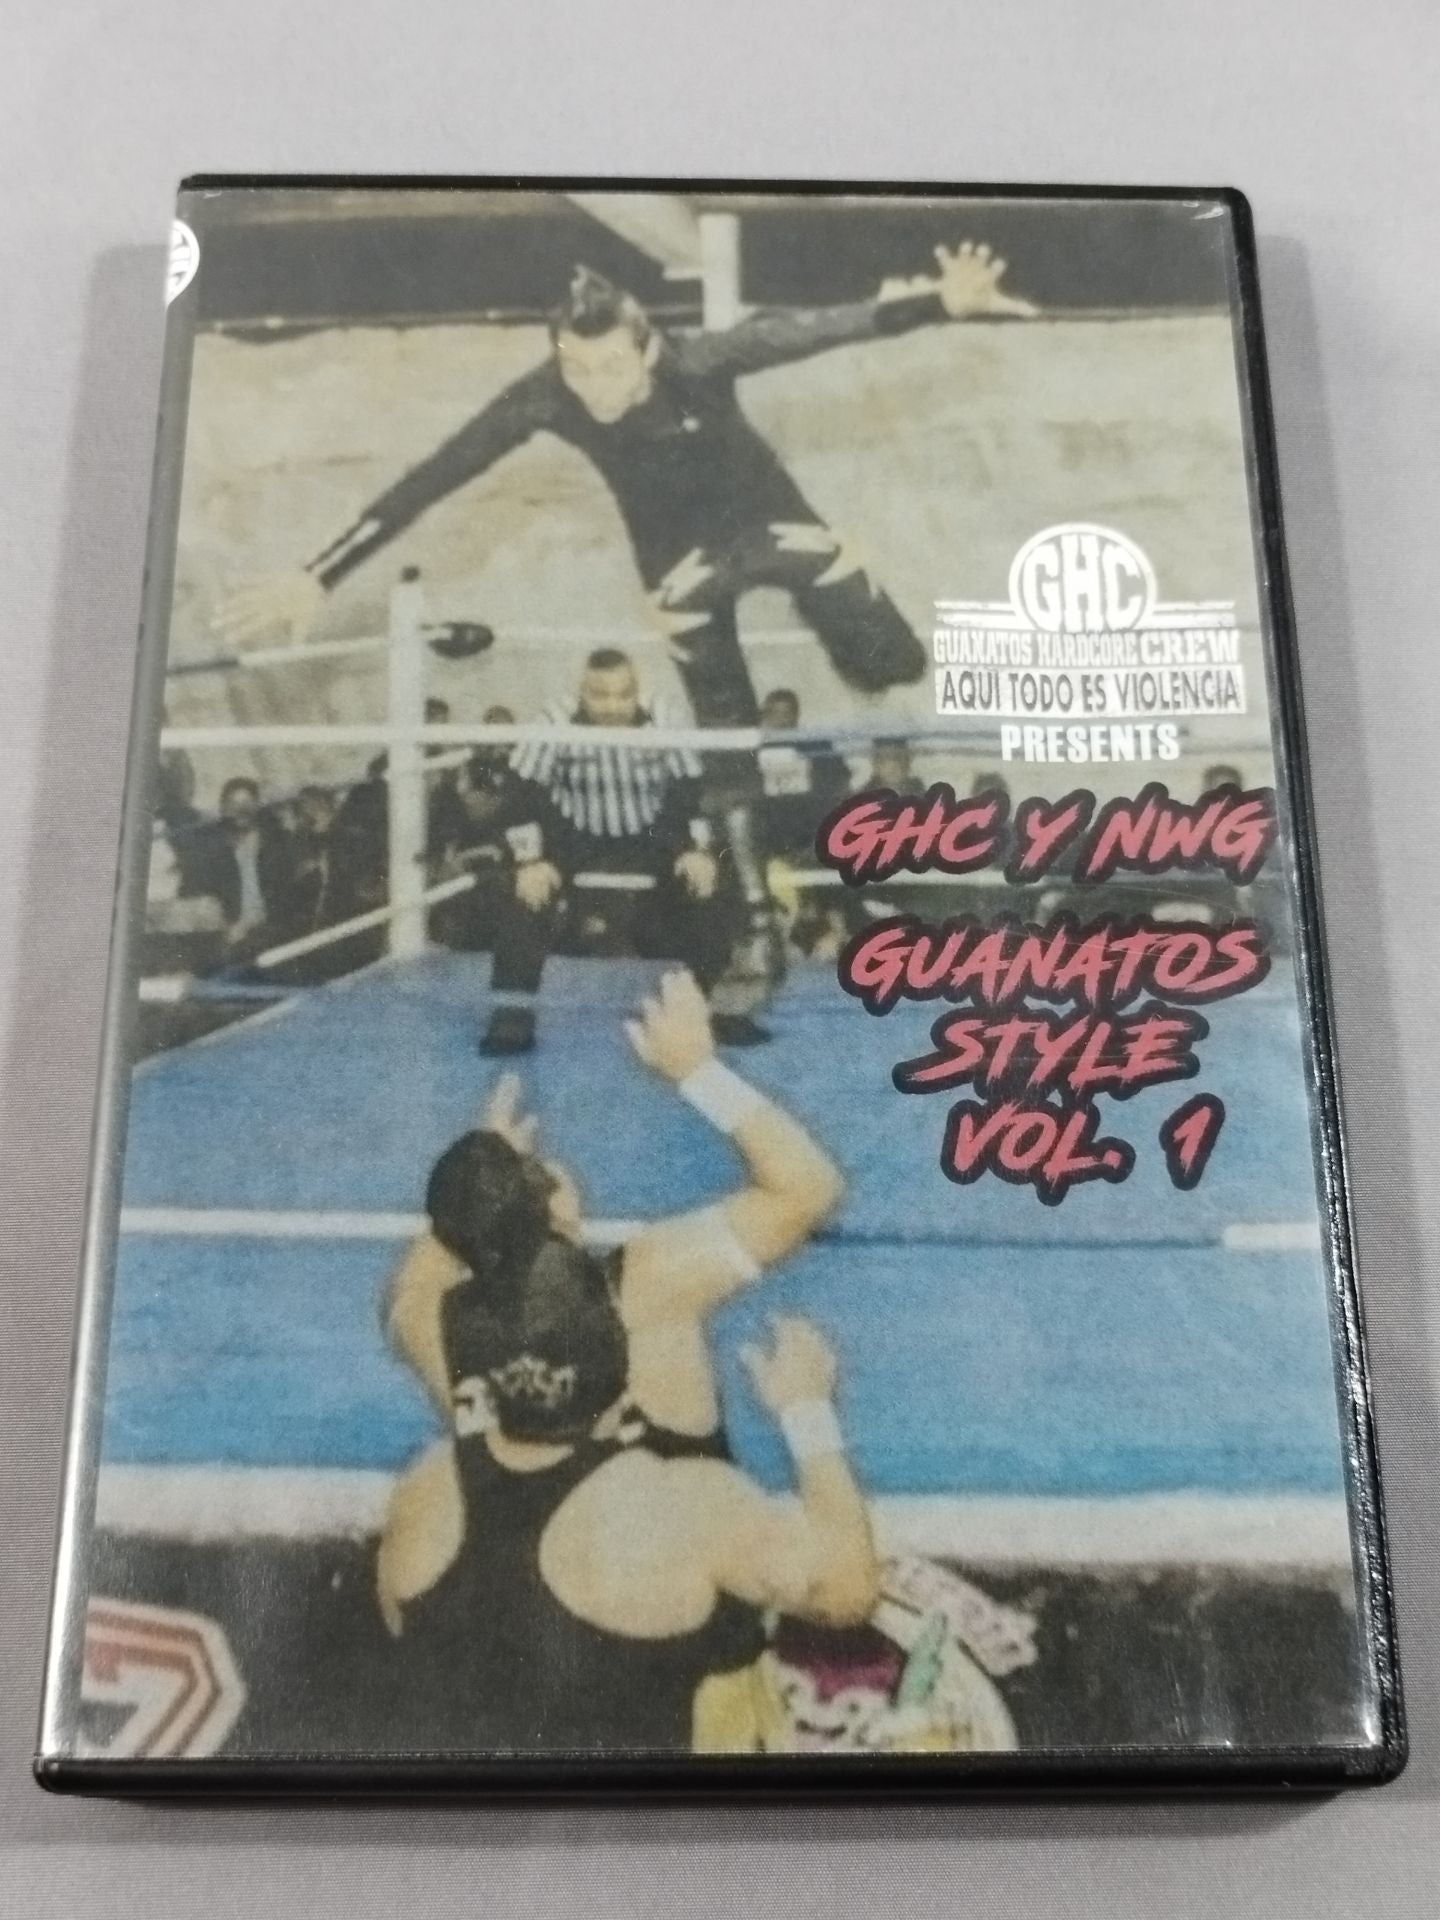 GHC
GUANATOS HARDCORE CREW
AQUI TODO ES VIOLENCIA
PRESENTS
GHC Y NWG
GUANATOS
STYLE
VOL. 1